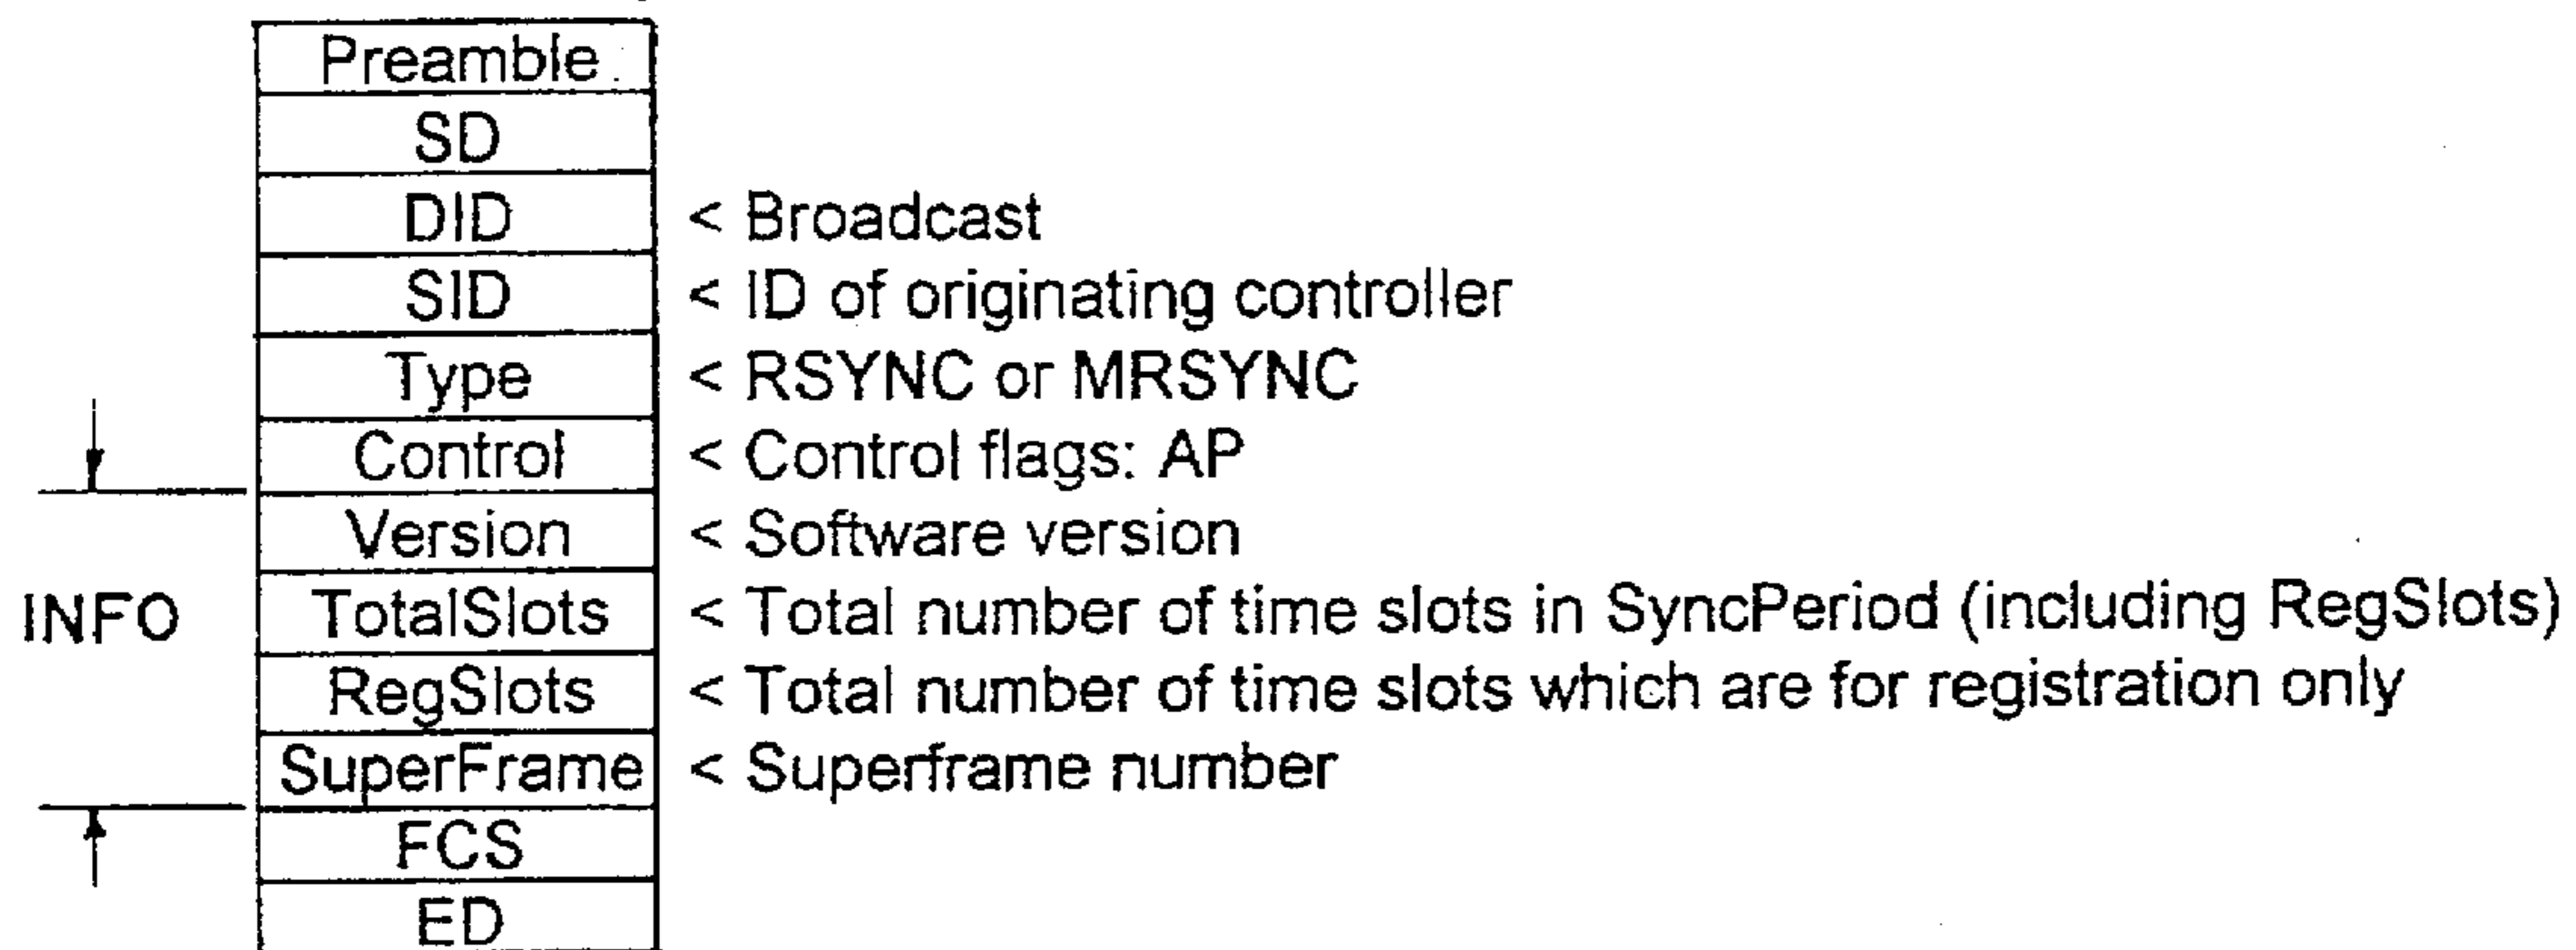 Preamble
SD
DID < Broadcast
SID < ID of originating controller
Type < RSYNC or MRSYNC
Control < Control flags: AP
Version < Software version
INFO TotalSlots < Total number of time slots in SyncPeriod (including RegSlots)
RegSlots < Total number of time slots which are for registration only
SuperFrame < Superframe number
FCS
ED